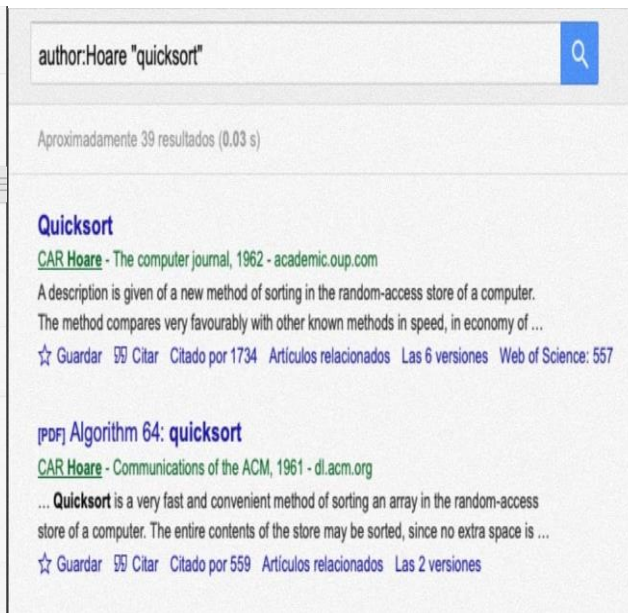 author:Hoare "quicksort"
Aproximadamente 39 resultados (0.03 s)
Quicksort
CAR Hoare - The computer journal, 1962 - academic.oup.com
A description is given of a new method of sorting in the random-access store of a computer.
The method compares very favourably with other known methods in speed, in economy of ...
Guardar Citar Citado por 1734 Artículos relacionados Las 6 versiones Web of Science: 557
[PDF] Algorithm 64: quicksort
CAR Hoare - Communications of the ACM, 1961 - dl.acm.org
... Quicksort is a very fast and convenient method of sorting an array in the random-access
store of a computer. The entire contents of the store may be sorted, since no extra space is ...
Guardar Citar Citado por 559 Artículos relacionados Las 2 versiones